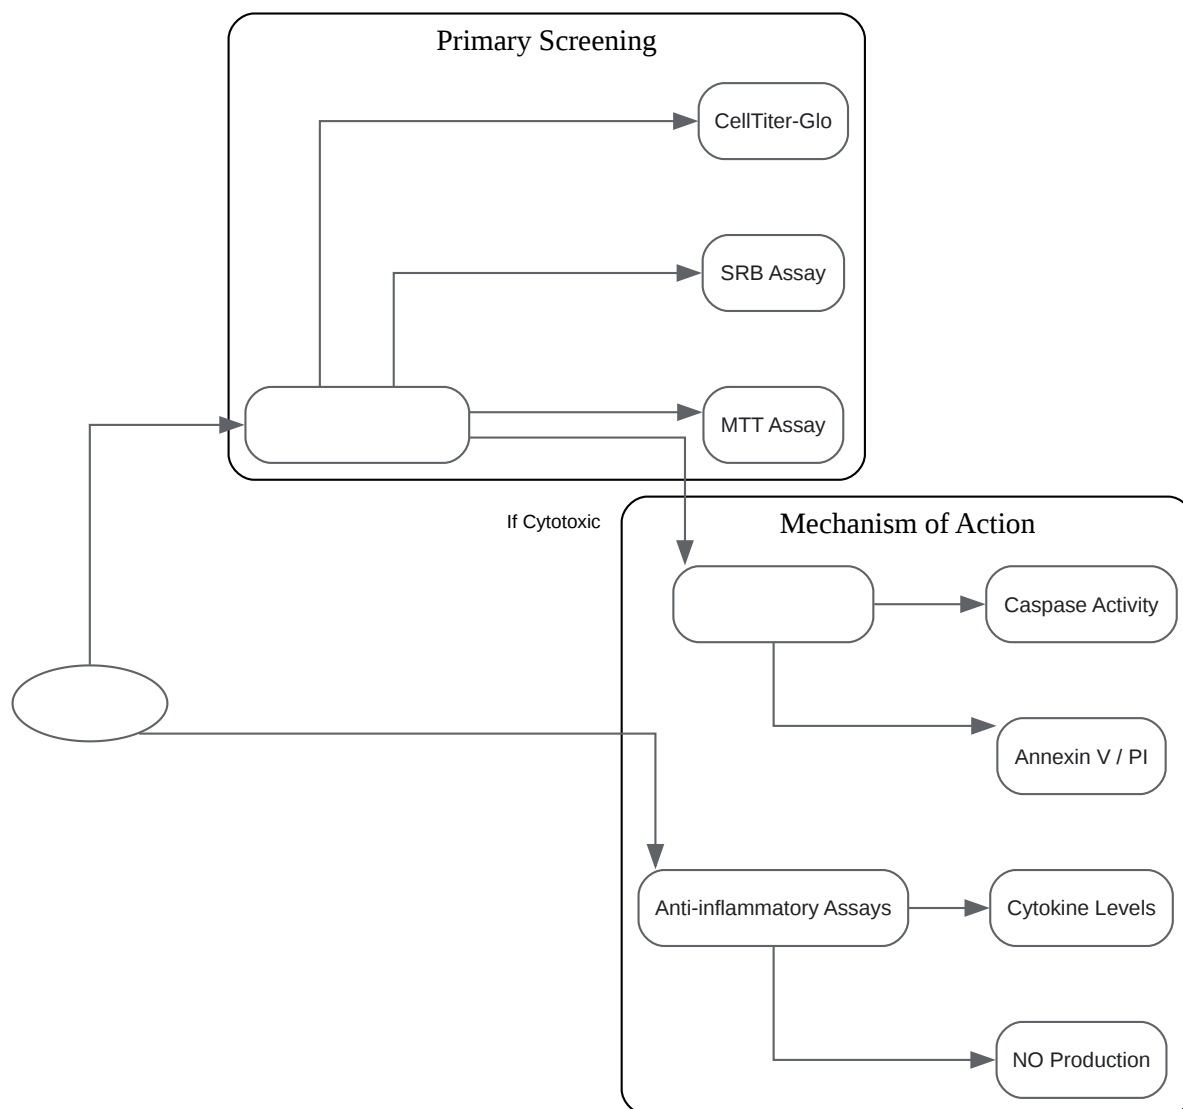 Primary Screening
CellTiter-Glo
SRB Assay
MTT Assay
If Cytotoxic
Mechanism of Action
Caspase Activity
Annexin V / PI
Anti-inflammatory Assays
Cytokine Levels
NO Production